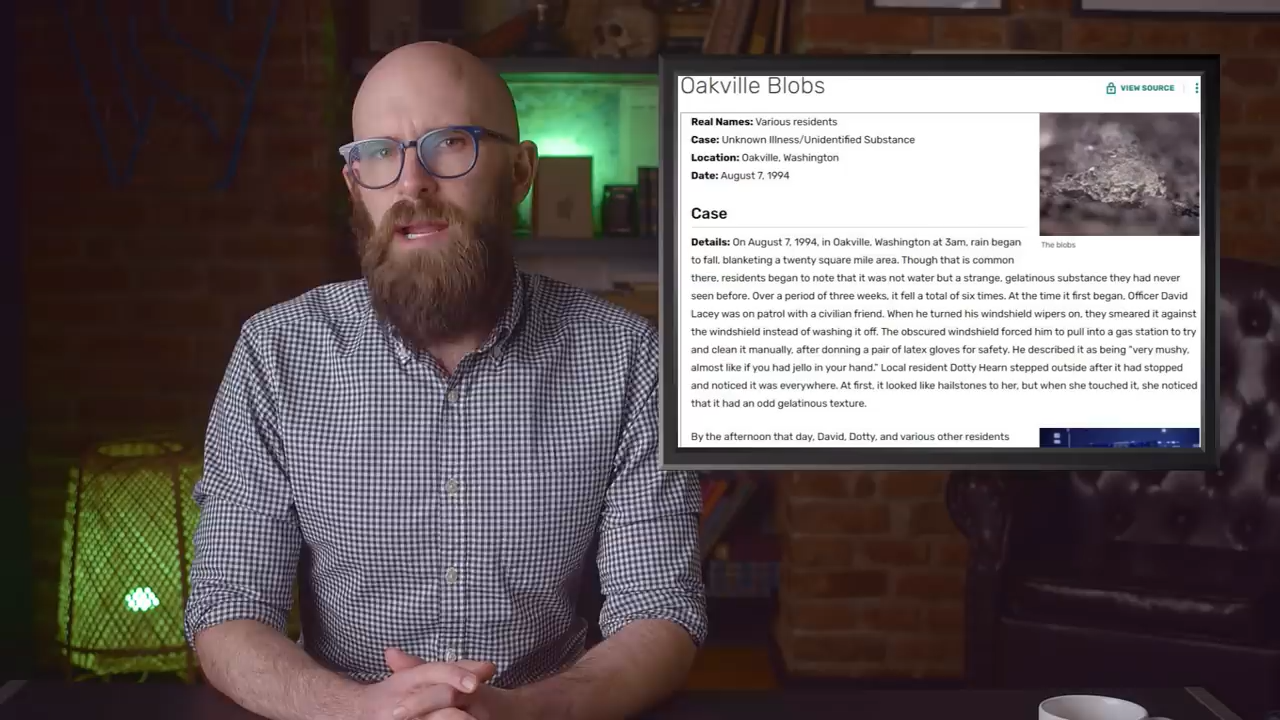 Oakville Blobs
VIEW SOURCE
Real Names: Various residents
Case: Unknown Illness/Unidentified Substance
Location: Oakville, Washington
Date: August 7, 1994
Case
The blobs
Details: On August 7, 1994, in Oakville, Washington at 3am, rain began
to fall, blanketing a twenty square mile area. Though that is common
there, residents began to note that it was not water but a strange, gelatinous substance they had never
seen before. Over a period of three weeks, it fell a total of six times. At the time it first began, Officer David
Lacey was on patrol with a civilian friend. When he turned his windshield wipers on, they smeared it against
the windshield instead of washing it off. The obscured windshield forced him to pull into a gas station to try
and clean it manually, after donning a pair of latex gloves for safety. He described it as being "very mushy,
almost like if you had jello in your hand." Local resident Dotty Hearn stepped outside after it had stopped
and noticed it was everywhere. At first, it looked like hailstones to her, but when she touched it, she noticed
that it had an odd gelatinous texture.
By the afternoon that day, David, Dotty, and various other residents